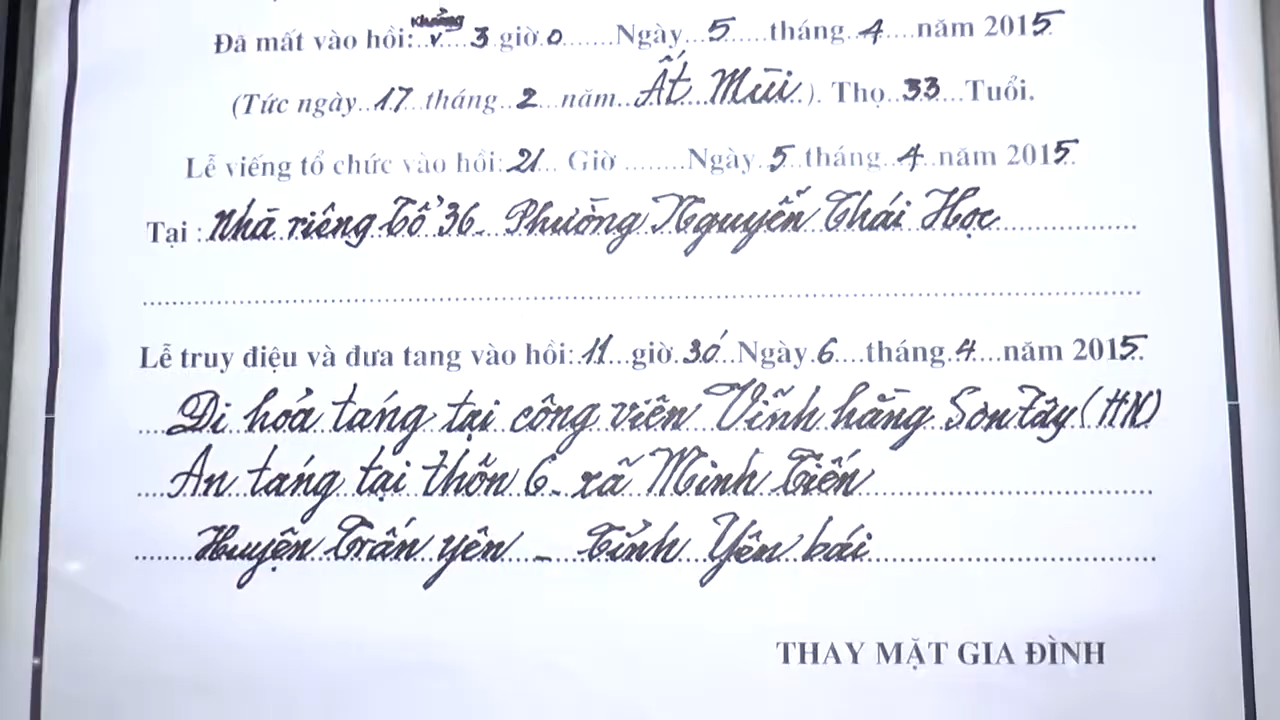 Đã mất vào hồi: Khoảng 3 giờ 0 Ngày 5 tháng 4 năm 2015
(Tức ngày 17 tháng 2 năm Ất Mùi). Thọ 33 Tuổi.
Lễ viếng tổ chức vào hồi: 21 Giờ Ngày 5 tháng 4 năm 2015
Tại: Nhà riêng Tổ 36 - Phường Nguyễn Thái Học
Lễ truy điệu và đưa tang vào hồi: 11 giờ 30 Ngày 6 tháng 4 năm 2015.
Đi hỏa táng tại công viên Vĩnh hằng Sơn tây (HN)
An táng tại thôn 6 - xã Minh Tiến
Huyện Trấn yên - Tỉnh Yên bái
THAY MẶT GIA ĐÌNH